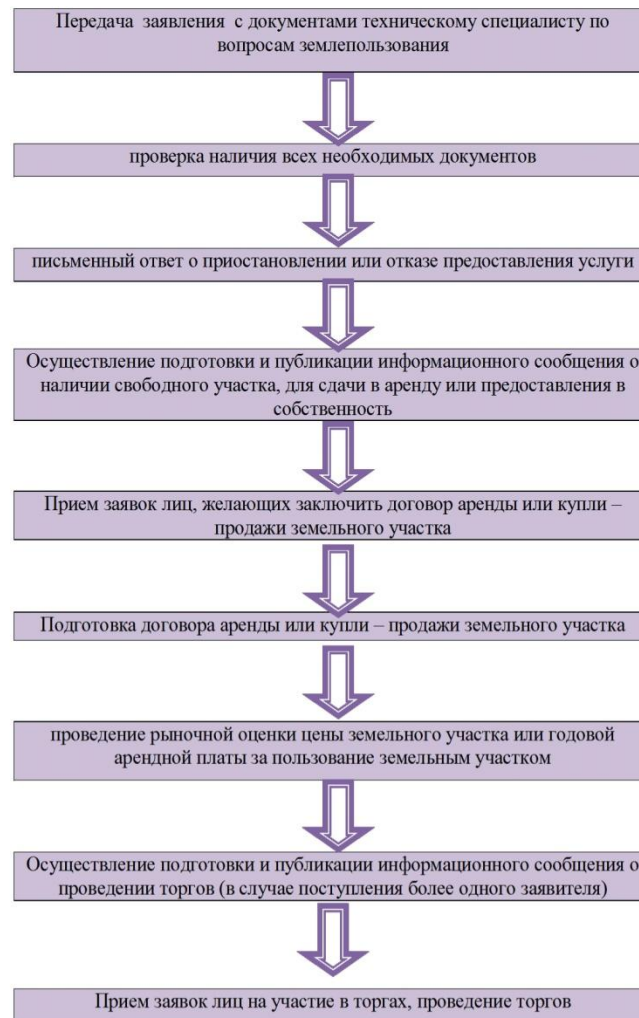 Передача заявления с документами техническому специалисту по
вопросам землепользования
проверка наличия всех необходимых документов
письменный ответ о приостановлении или отказе предоставления услуги
Осуществление подготовки и публикации информационного сообщения о
наличии свободного участка, для сдачи в аренду или предоставления в
собственность
Прием заявок лиц, желающих заключить договор аренды или купли –
продажи земельного участка
Подготовка договора аренды или купли – продажи земельного участка
проведение рыночной оценки цены земельного участка или годовой
арендной платы за пользование земельным участком
Осуществление подготовки и публикации информационного сообщения о
проведении торгов (в случае поступления более одного заявителя)
Прием заявок лиц на участие в торгах, проведение торгов